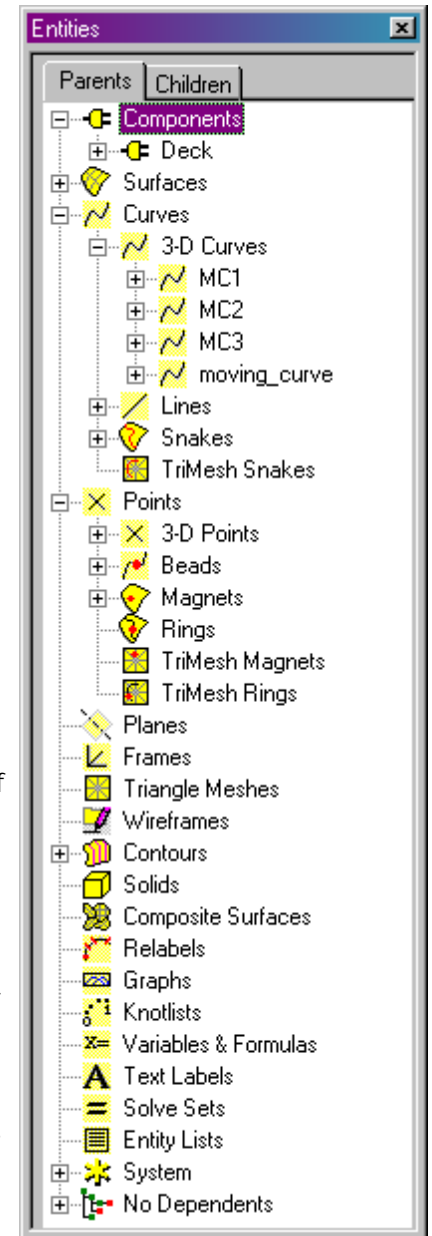 Entities
Parents Children
Components
Deck
Surfaces
Curves
3-D Curves
MC1
MC2
MC3
moving_curve
Lines
Snakes
TriMesh Snakes
Points
3-D Points
Beads
Magnets
Rings
TriMesh Magnets
TriMesh Rings
Planes
Frames
Triangle Meshes
Wireframes
Contours
Solids
Composite Surfaces
Relabels
Graphs
Knotlists
X= Variables & Formulas
A Text Labels
Solve Sets
Entity Lists
System
No Dependents